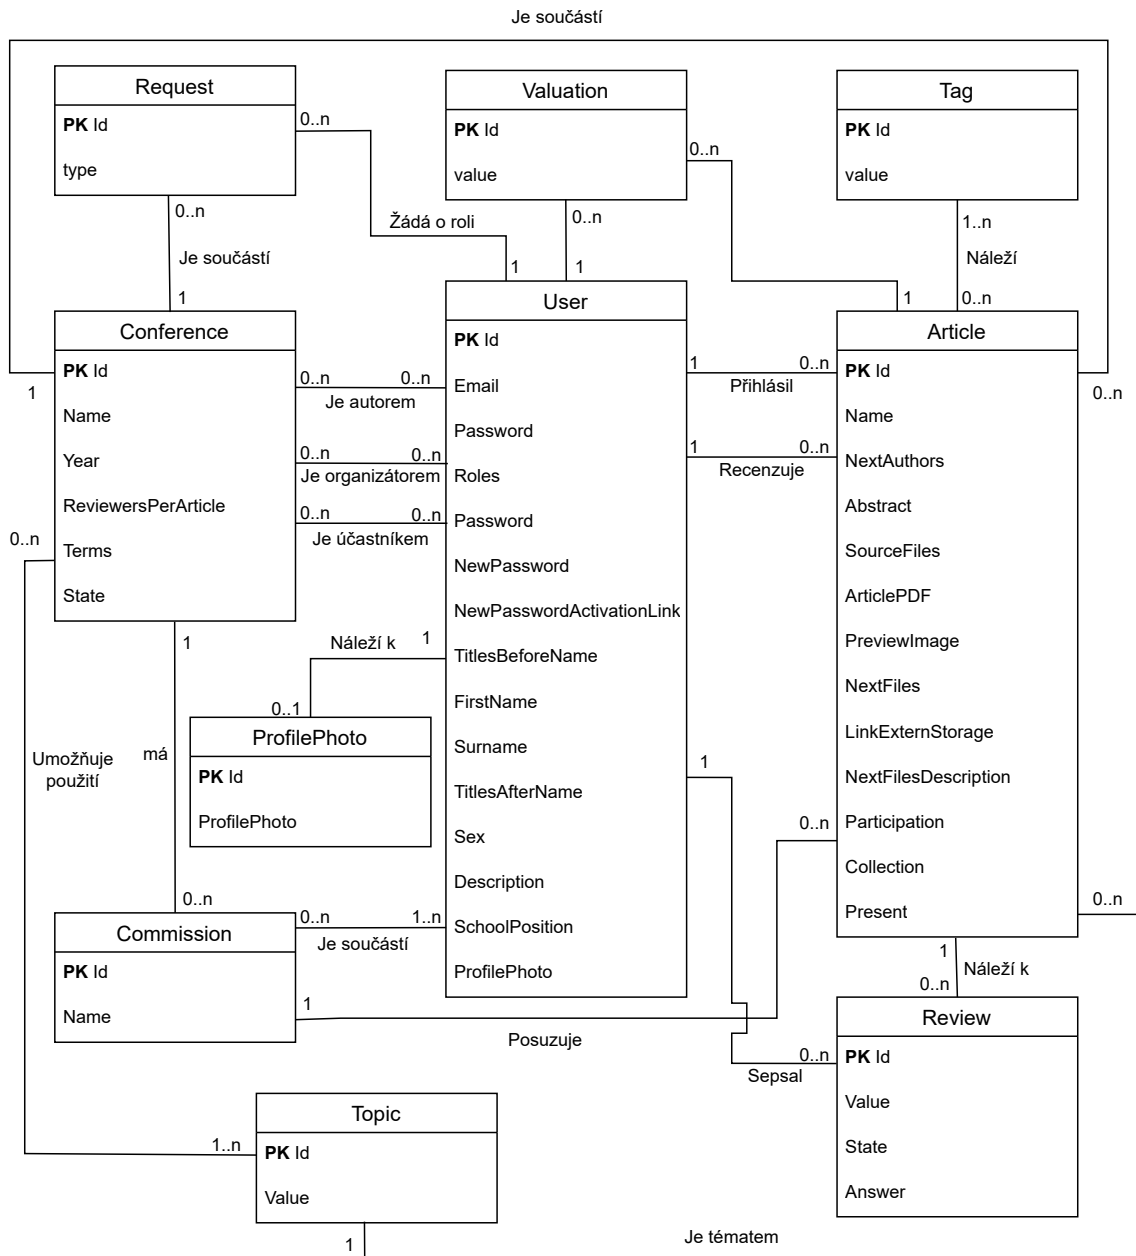 Je součástí
Request
PK Id
type
0..n
Žádá o roli
1
0..n
Je součástí
1
Valuation
PK Id
value
0..n
1
0..n
1
Tag
PK Id
value
1..n
Náleží
0..n
Conference
PK Id
Name
Year
ReviewersPerArticle
Terms
State
1
0..n
0..n
0..n
Je autorem
0..n
0..n
Je organizátorem
0..n
0..n
Je účastníkem
User
PK Id
Email
Password
Roles
Password
NewPassword
NewPasswordActivationLink
TitlesBeforeName
FirstName
Surname
TitlesAfterName
Sex
Description
SchoolPosition
ProfilePhoto
1
0..n
Přihlásil
1
0..n
Recenzuje
Article
PK Id
Name
NextAuthors
Abstract
SourceFiles
ArticlePDF
PreviewImage
NextFiles
LinkExternStorage
NextFilesDescription
Participation
Collection
Present
0..n
0..n
0..n
1
Náleží k
1
0..1
ProfilePhoto
PK Id
ProfilePhoto
Umožňuje
použití
má
0..n
1
Commission
PK Id
Name
0..n
1..n
Je součástí
1
Posuzuje
1
Náleží k
0..n
Review
PK Id
Value
State
Answer
0..n
Sepsal
Topic
PK Id
Value
1..n
1
Je tématem